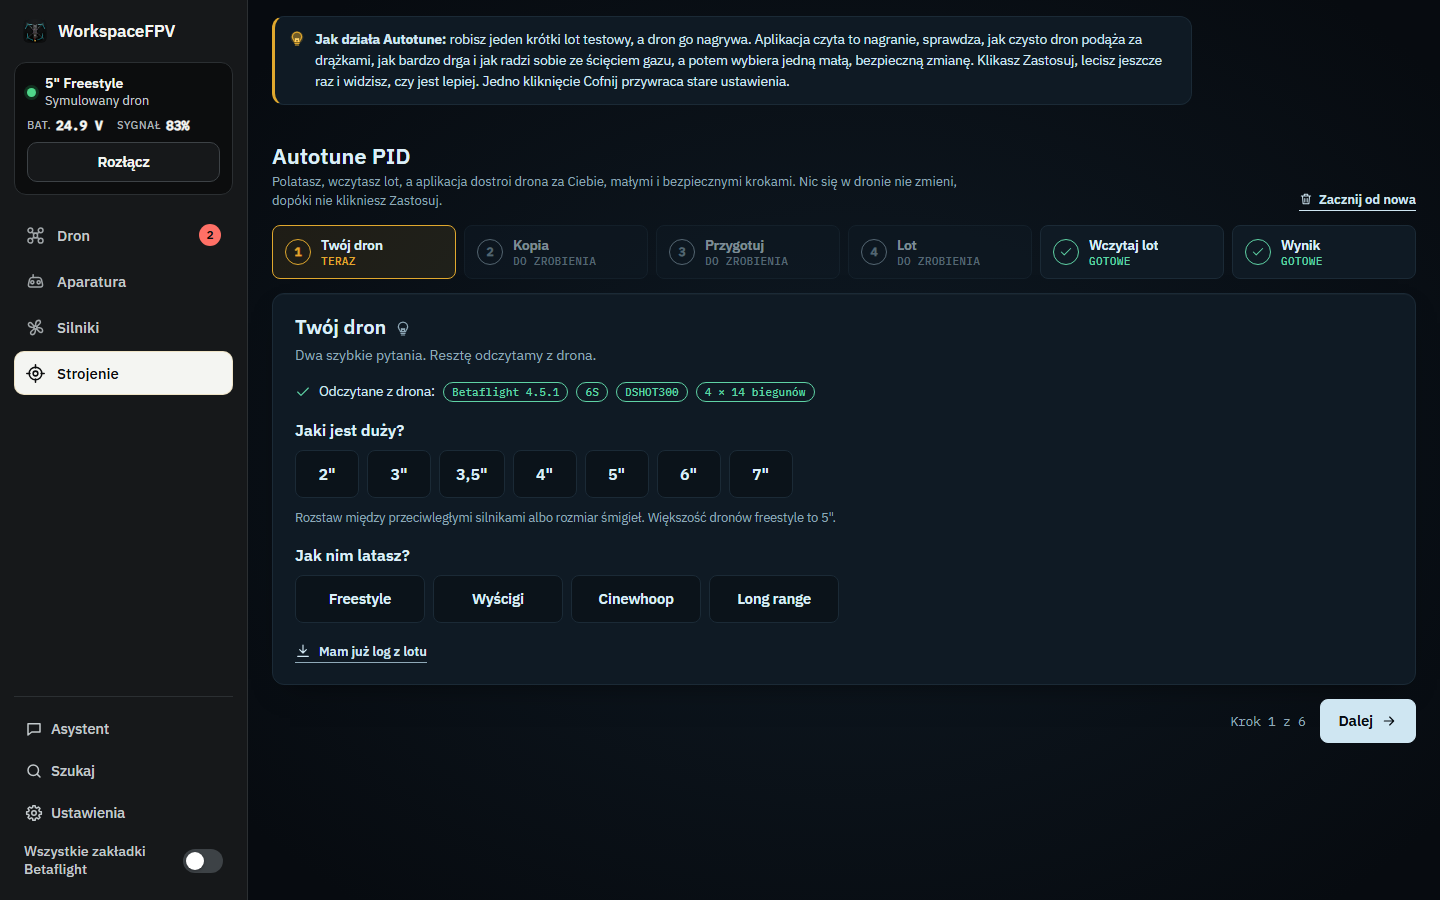 WorkspaceFPV
5" Freestyle
Symulowany dron
BAT. 24.9 V SYGNAŁ 83%
Rozłącz
Dron 2
Aparatura
Silniki
Strojenie
Asystent
Szukaj
Ustawienia
Wszystkie zakładki
Betaflight
Jak działa Autotune: robisz jeden krótki lot testowy, a dron go nagrywa. Aplikacja czyta to nagranie, sprawdza, jak czysto dron podąża za
drążkami, jak bardzo drga i jak radzi sobie ze ścięciem gazu, a potem wybiera jedną małą, bezpieczną zmianę. Klikasz Zastosuj, lecisz jeszcze
raz i widzisz, czy jest lepiej. Jedno kliknięcie Cofnij przywraca stare ustawienia.
Autotune PID
Polatasz, wczytasz lot, a aplikacja dostroi drona za Ciebie, małymi i bezpiecznymi krokami. Nic się w dronie nie zmieni,
dopóki nie klikniesz Zastosuj.
Zacznij od nowa
1 Twój dron
TERAZ
2 Kopia
DO ZROBIENIA
3 Przygotuj
DO ZROBIENIA
4 Lot
DO ZROBIENIA
Wczytaj lot
GOTOWE
Wynik
GOTOWE
Twój dron
Dwa szybkie pytania. Resztę odczytamy z drona.
Odczytane z drona: Betaflight 4.5.1 6S DSHOT300 4 × 14 biegunów
Jaki jest duży?
2" 3" 3,5" 4" 5" 6" 7"
Rozstaw między przeciwległymi silnikami albo rozmiar śmigieł. Większość dronów freestyle to 5".
Jak nim latasz?
Freestyle Wyścigi Cinewhoop Long range
Mam już log z lotu
Krok 1 z 6 Dalej